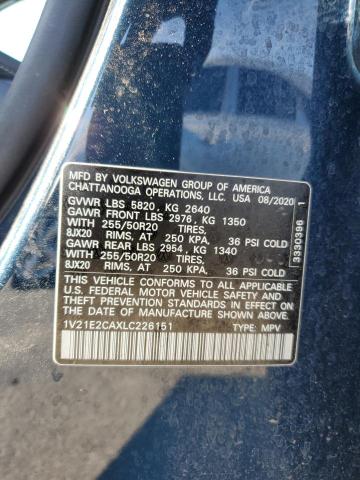 MFD BY VOLKSWAGEN GROUP OF AMERICA
CHATTANOOGA OPERATIONS, LLC. USA 08/2020
GVWR LBS 5820, KG 2640
GAWR FRONT LBS 2976, KG 1350
WITH 255/50R20 TIRES,
8JX20 RIMS, AT 250 KPA. 36 PSI COLD
GAWR REAR LBS 2954, KG 1340
WITH 255/50R20 TIRES,
8JX20 RIMS, AT 250 KPA. 36 PSI COLD
THIS VEHICLE CONFORMS TO ALL
APPLICABLE FEDERAL MOTOR VEHICLE
SAFETY STANDARDS IN EFFECT ON THE
DATE OF MANUFACTURE SHOWN ABOVE.
1V21E2CAXLC226151 TYPE: MPV
3330396 1